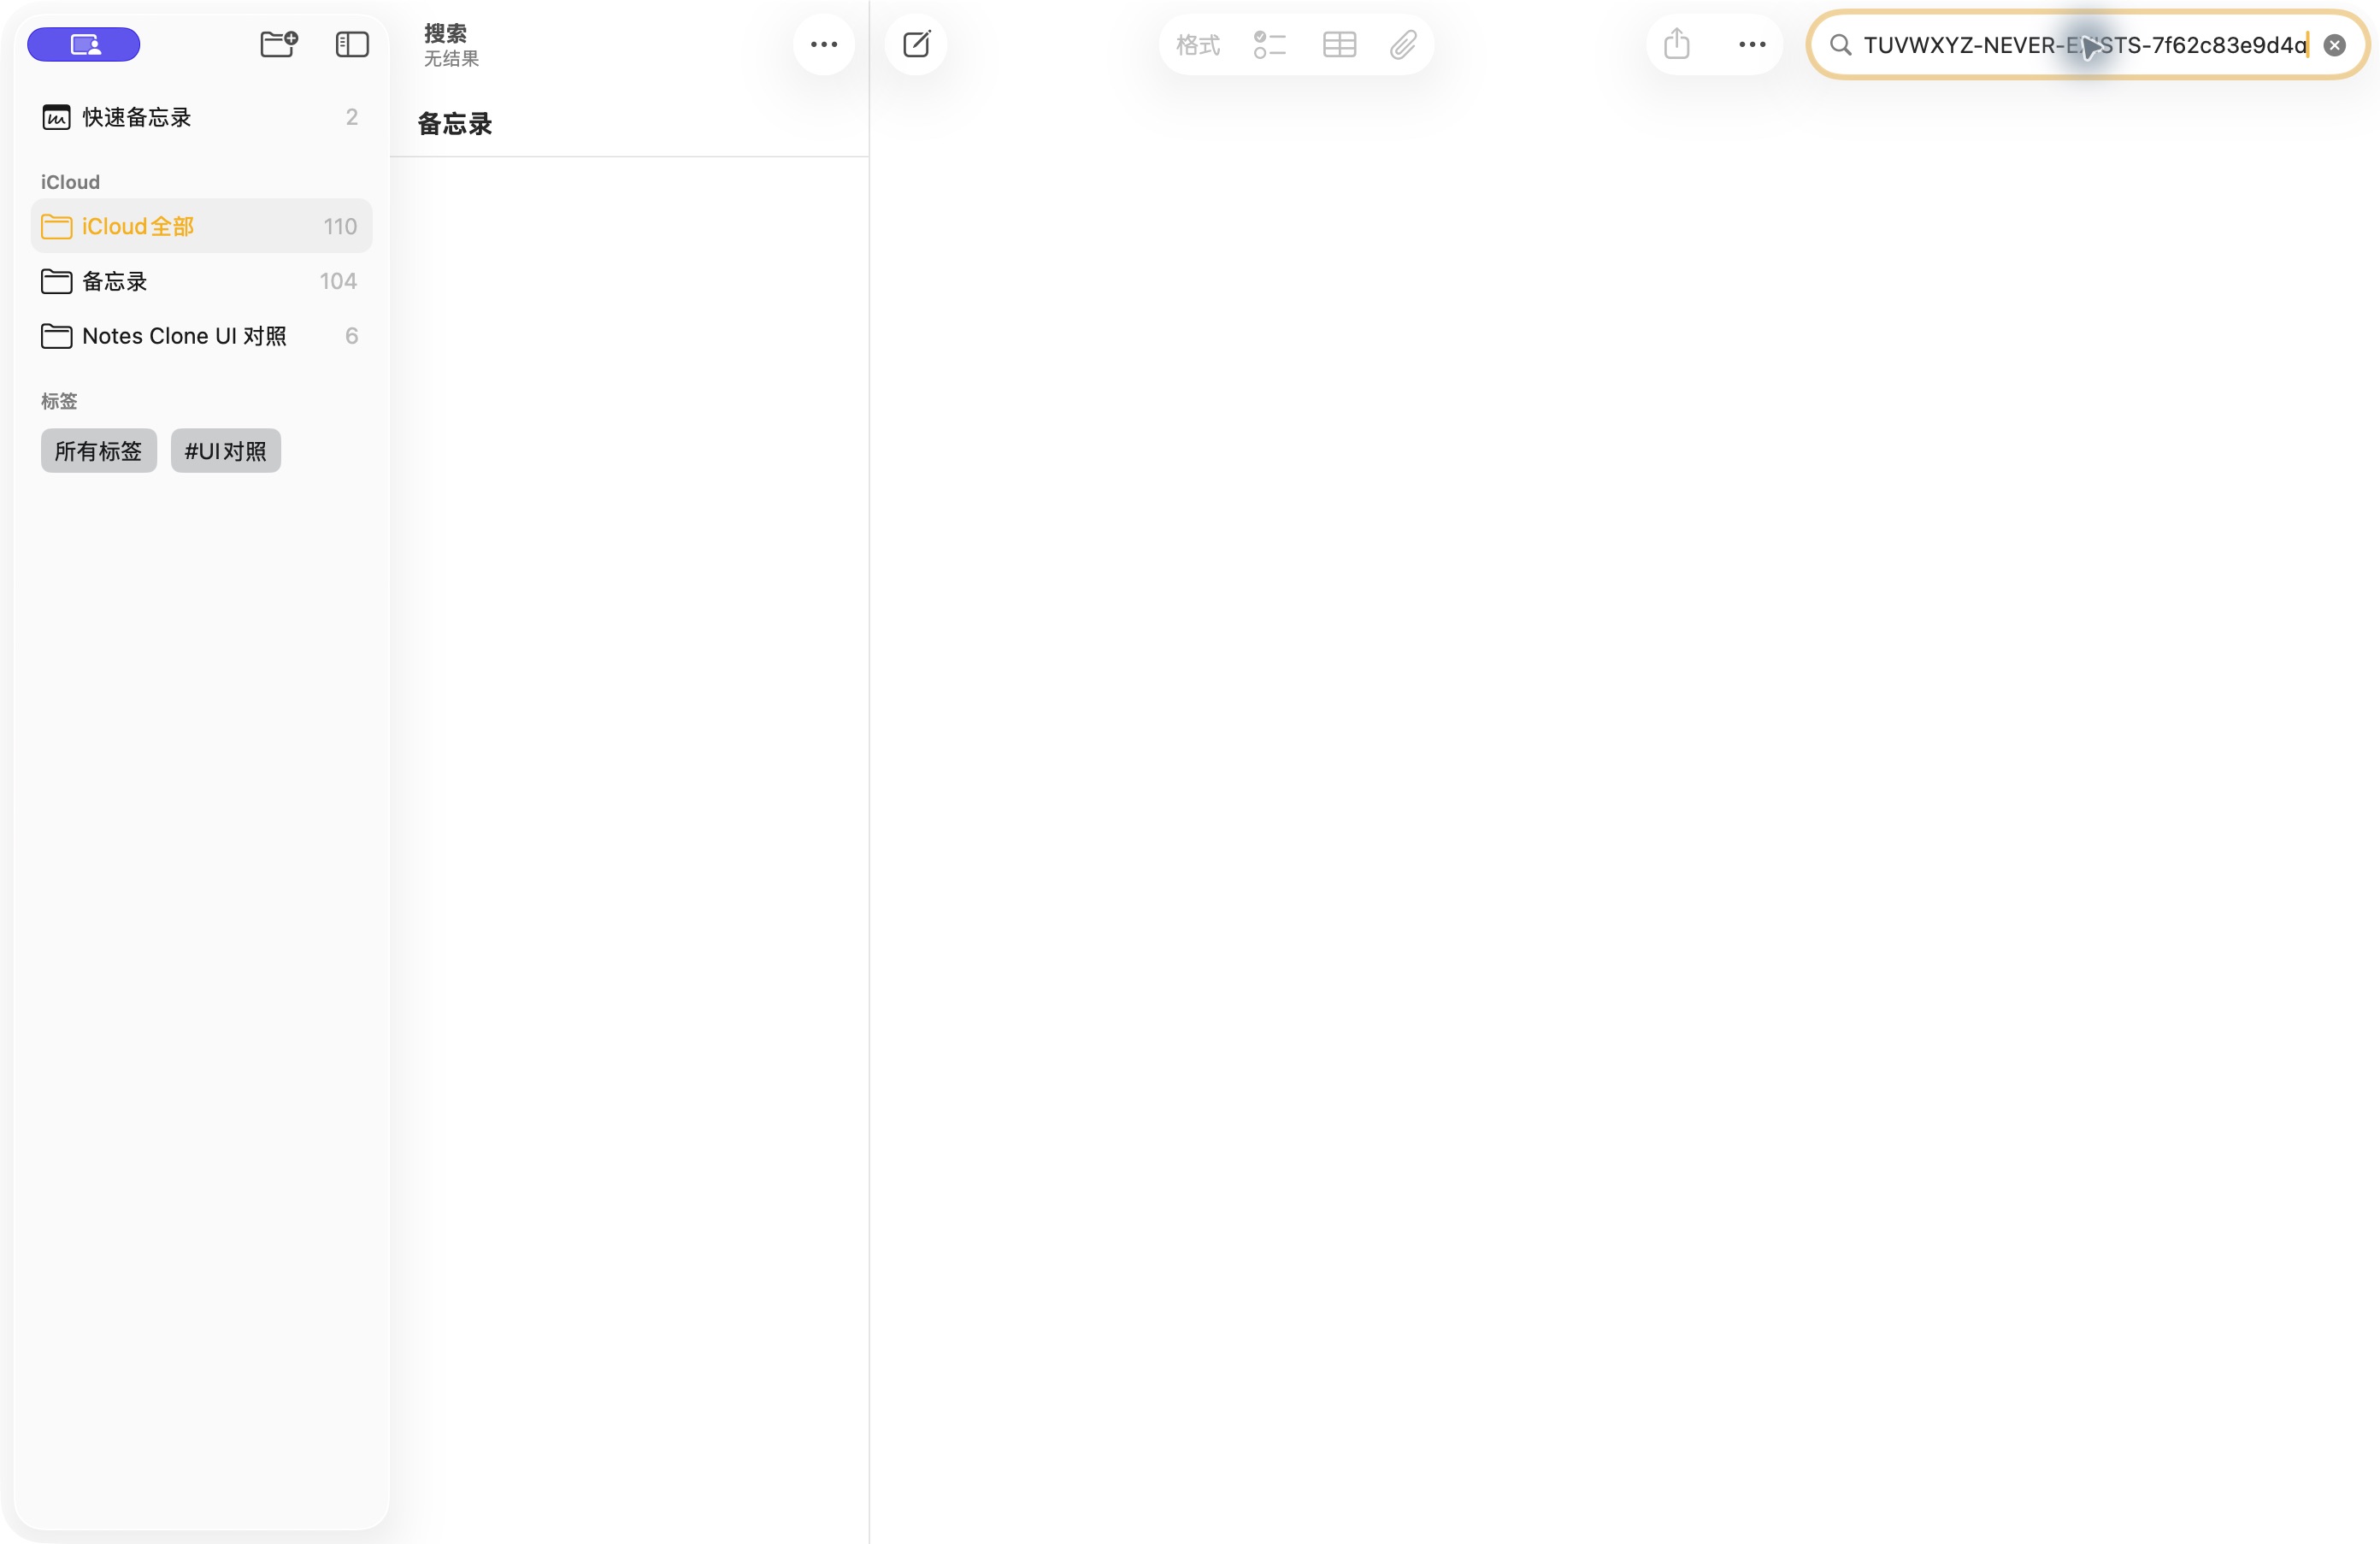 搜索
无结果
格式
TUVWXYZ-NEVER-EXISTS-7f62c83e9d4a
快速备忘录 2
iCloud
iCloud全部 110
备忘录 104
Notes Clone UI 对照 6
标签
所有标签 #UI对照
备忘录